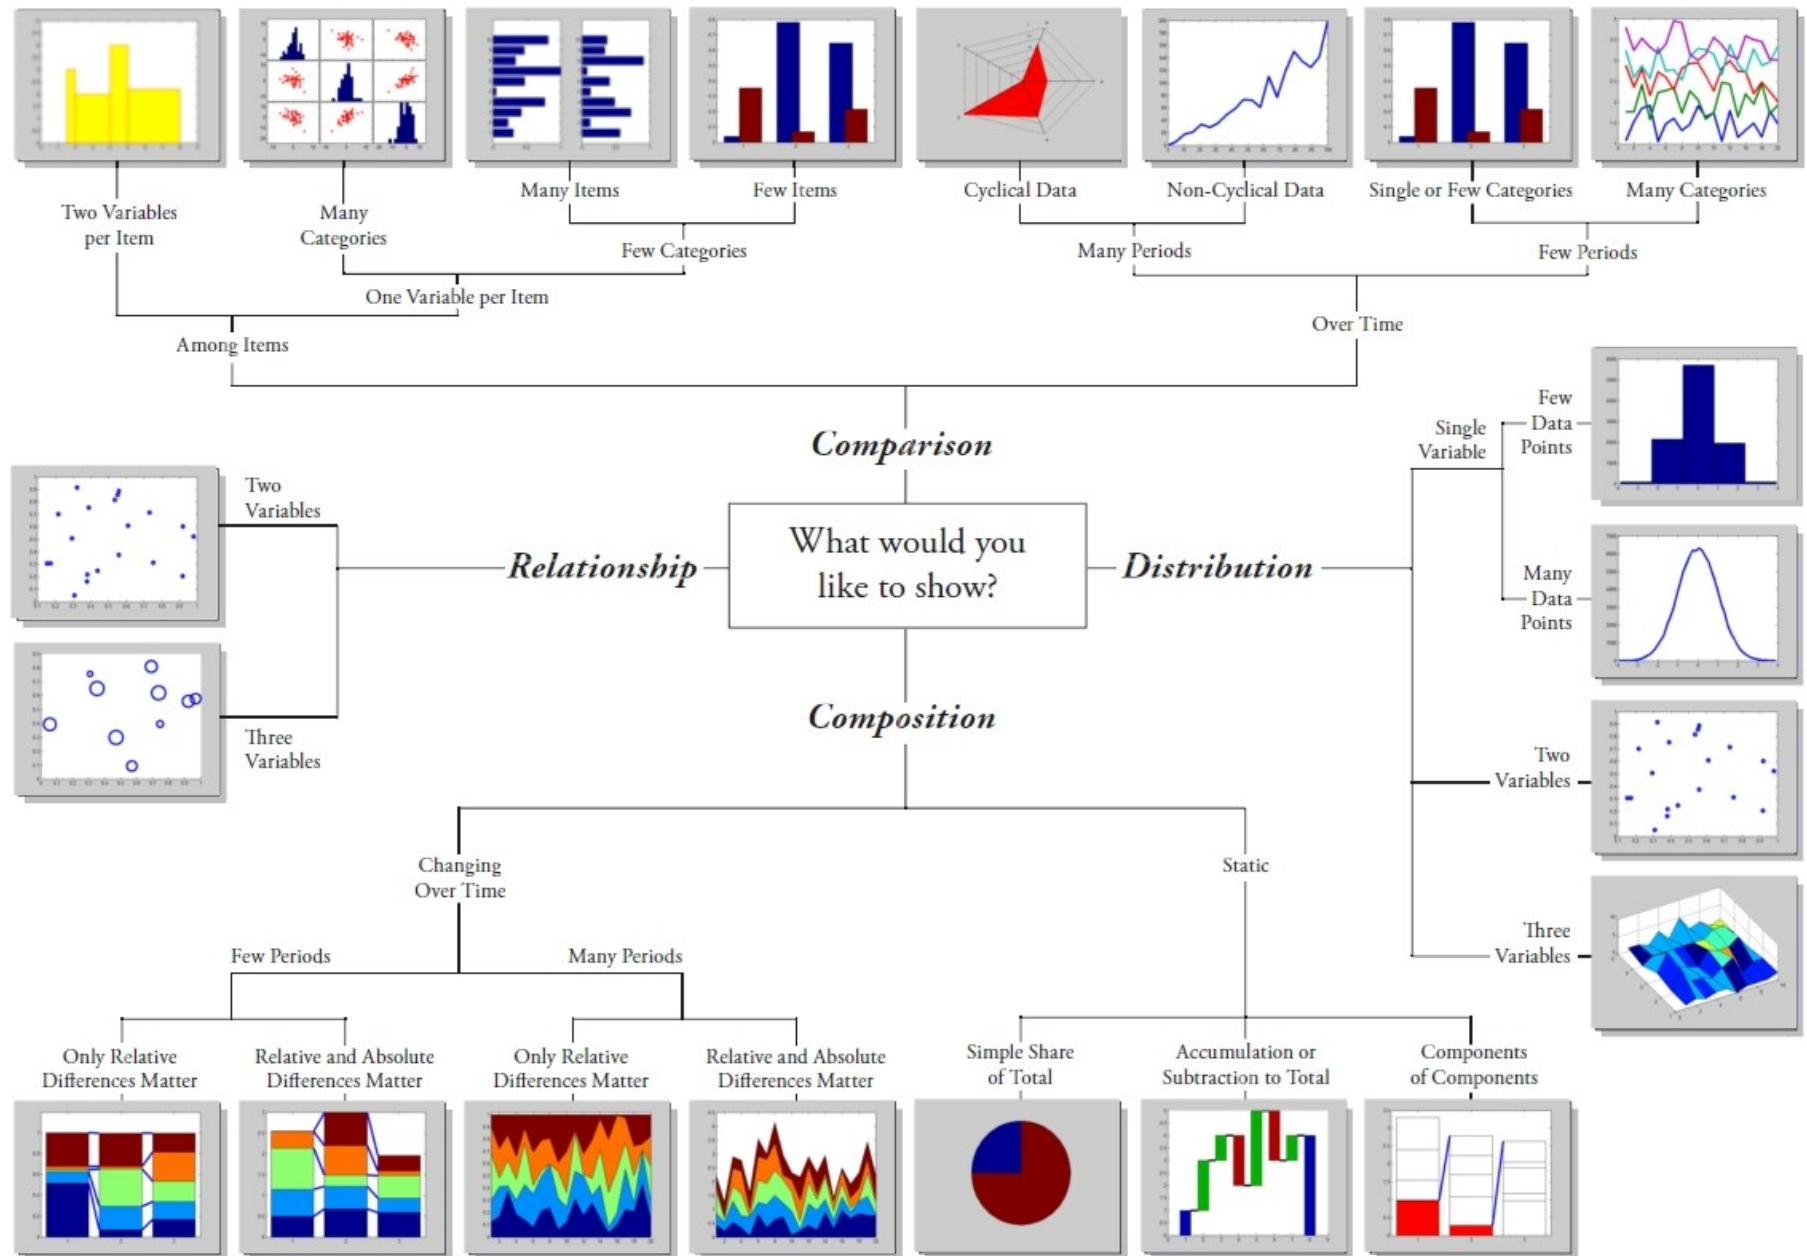 Many Items
Few Items
Cyclical Data
Non-Cyclical Data
Single or Few Categories
Many Categories
Two Variables
per Item
Many
Categories
Few Categories
Many Periods
Few Periods
One Variable per Item
Among Items
Over Time
Comparison
Few
Data
Points
Single
Variable
Two
Variables
Relationship
What would you
like to show?
Distribution
Many
Data
Points
Three
Variables
Composition
Two
Variables
Changing
Over Time
Static
Three
Variables
Few Periods
Many Periods
Only Relative
Differences Matter
Relative and Absolute
Differences Matter
Only Relative
Differences Matter
Relative and Absolute
Differences Matter
Simple Share
of Total
Accumulation or
Subtraction to Total
Components
of Components